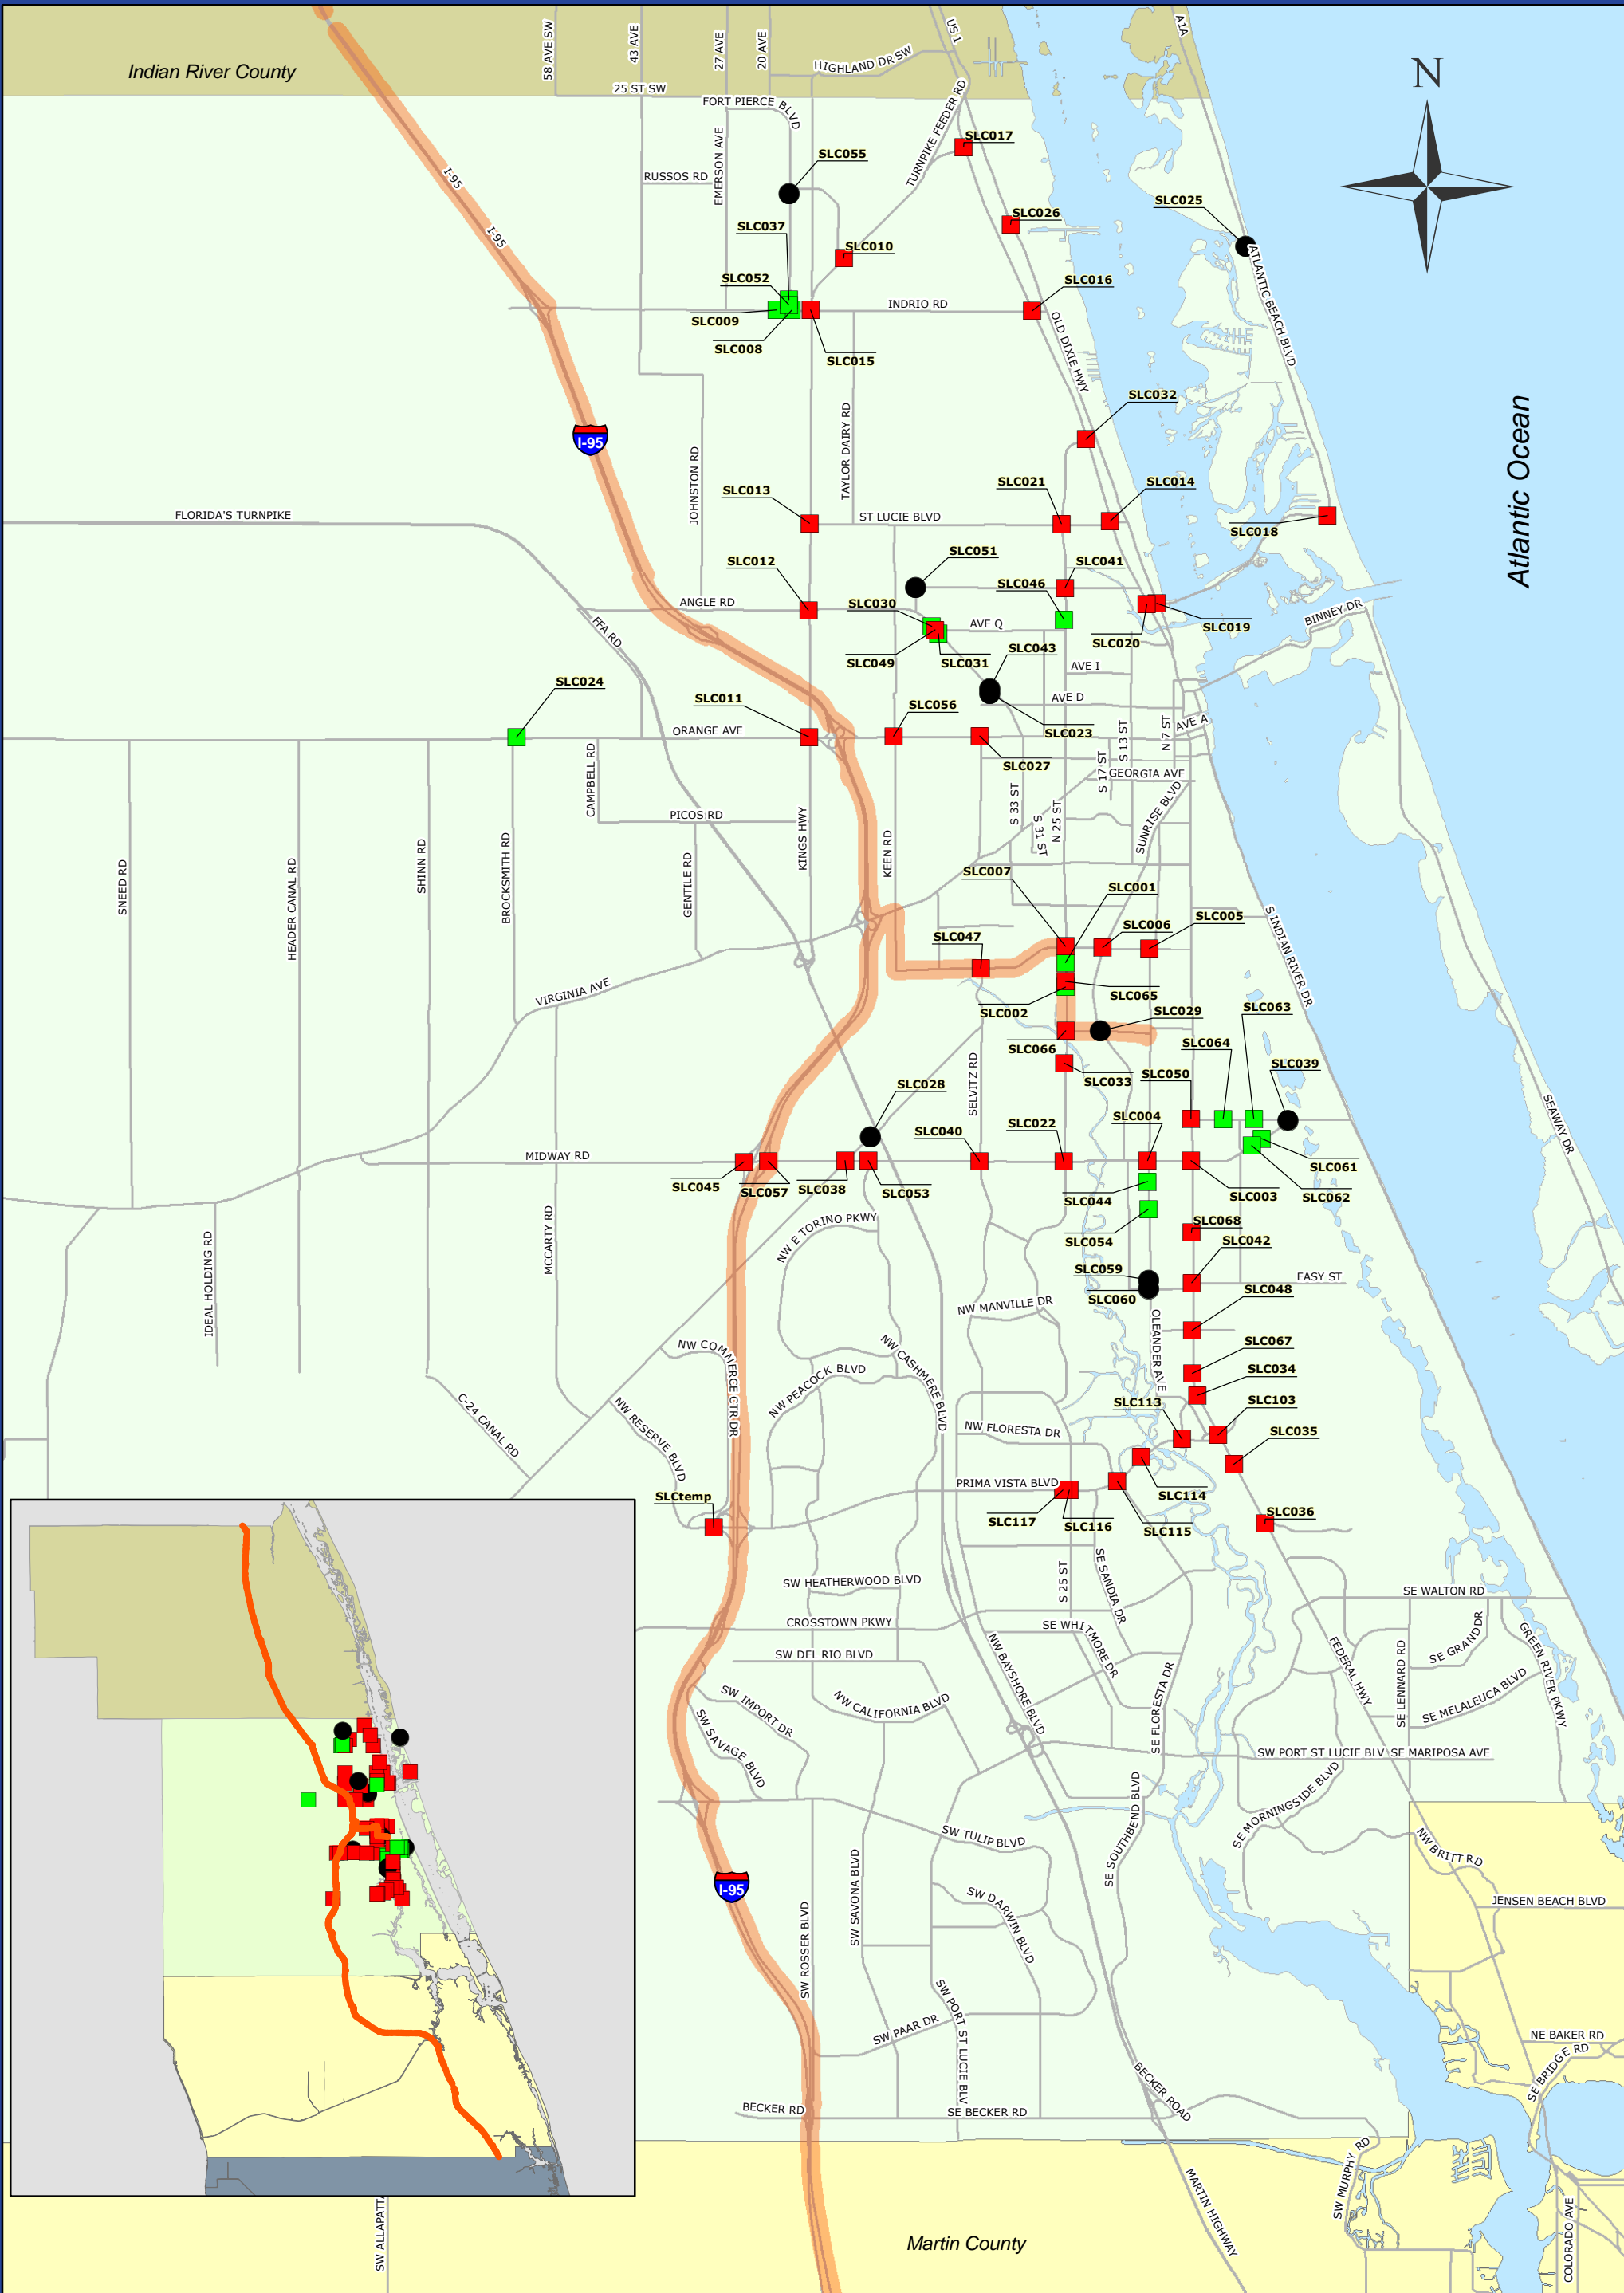 Indian River County
58 AVE SW
43 AVE
27 AVE
20 AVE
HIGHLAND DR SW
US 1
A1A
N
25 ST SW
FORT PIERCE BLVD
EMERSON AVE
TURNPIKE FEEDER RD
SLC017
SLC055
RUSSOS RD
I-95
I-95
SLC025
SLC026
SLC037
SLC010
ATLANTIC BEACH BLVD
SLC052
SLC016
INDRIO RD
SLC009
SLC008
SLC015
OLD DIXIE HWY
SLC032
I-95
TAYLOR DAIRY RD
JOHNSTON RD
Atlantic Ocean
SLC013
SLC021
SLC014
FLORIDA'S TURNPIKE
ST LUCIE BLVD
SLC018
SLC051
SLC012
SLC041
SLC046
ANGLE RD
SLC030
AVE Q
SLC019
BINNEY DR
FFA RD
SLC020
SLC043
SLC049
SLC031
AVE I
SLC024
SLC011
SLC056
AVE D
SLC023
ORANGE AVE
AVE A
N 7 ST
S 13 ST
SLC027
S 17 ST
GEORGIA AVE
CAMPBELL RD
PICOS RD
KINGS HWY
KEEN RD
S 33 ST
S 31 ST
N 25 ST
SUNRISE BLVD
SNEED RD
HEADER CANAL RD
SHINN RD
BROCKSMITH RD
GENTILE RD
SLC007
SLC001
SLC006
SLC005
SLC047
S INDIAN RIVER DR
VIRGINIA AVE
SLC065
SLC002
SLC029
SLC063
SLC066
SLC064
SLC039
SLC033
SLC050
SELVITZ RD
SLC028
SLC040
SLC022
SLC004
SEAWAY DR
MIDWAY RD
SLC045
SLC057
SLC038
SLC053
SLC061
SLC044
SLC003
SLC062
IDEAL HOLDING RD
MCCARTY RD
NW E TORINO PKWY
SLC054
SLC068
SLC042
SLC059
EASY ST
SLC060
SLC048
NW MANVILLE DR
OLEANDER AVE
NW COMMERCE CTR DR
NW PEACOCK BLVD
NW CASHMERE BLVD
SLC067
SLC034
C-24 CANAL RD
NW RESERVE BLVD
NW FLORESTA DR
SLC113
SLC103
SLC035
PRIMA VISTA BLVD
SLCtemp
SLC114
SLC117
SLC116
SLC115
SLC036
S 25 ST
SE SANDIA DR
SW HEATHERWOOD BLVD
SE WALTON RD
CROSSTOWN PKWY
SE WHITMORE DR
SE GRAND DR
GREEN RIVER PKWY
SW DEL RIO BLVD
NW BAYSHORE BLVD
FEDERAL HWY
SE LENNARD RD
SE FLORESTA DR
SE MELALEUCA BLVD
SW IMPORT DR
NW CALIFORNIA BLVD
SW SAVAGE BLVD
SW PORT ST LUCIE BLV
SE MARIPOSA AVE
SE MORNINGSIDE BLVD
SE SOUTHBEND BLVD
SW TULIP BLVD
NW BRITT RD
I-95
SW ROSSER BLVD
SW SAVONA BLVD
SW DARWIN BLVD
JENSEN BEACH BLVD
SW PORT ST LUCIE BLV
SW PAAR DR
NE BAKER RD
SE BRIDGE RD
BECKER ROAD
BECKER RD
SE BECKER RD
SW MURPHY RD
MARTIN HIGHWAY
COLORADO AVE
SW ALLAPATTA
Martin County